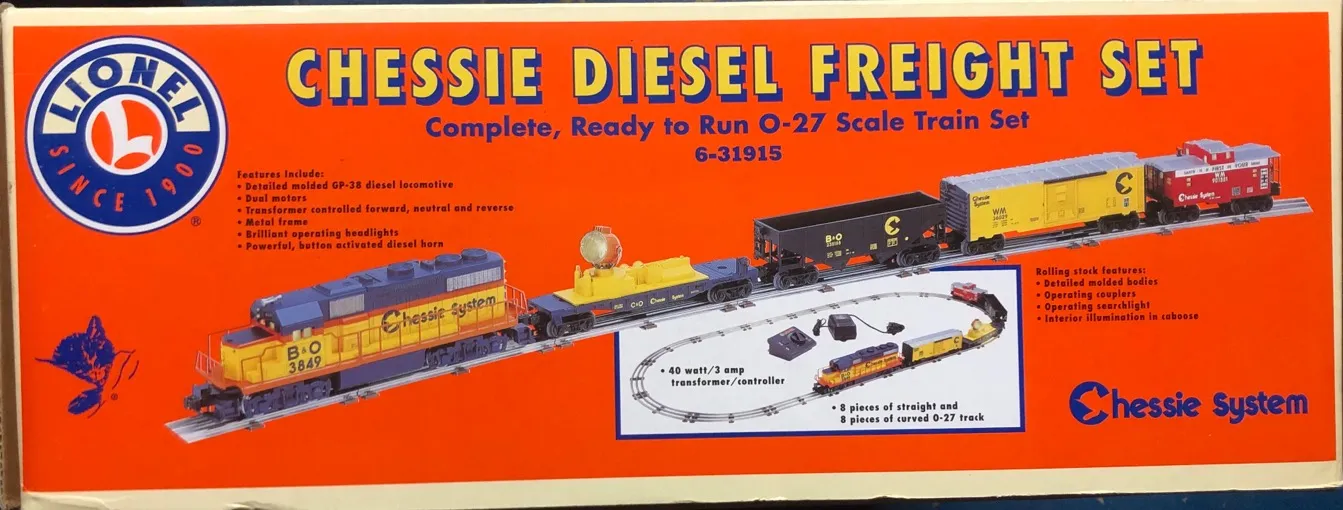 LIONEL
SINCE 1900
®
CHESSIE DIESEL FREIGHT SET
Complete, Ready to Run O-27 Scale Train Set
6-31915
Features Include:
• Detailed molded GP-38 diesel locomotive
• Dual motors
• Transformer controlled forward, neutral and reverse
• Metal frame
• Brilliant operating headlights
• Powerful, button activated diesel horn
Chessie System
B&O
3849
C&O Chessie System
B&O
Chessie
System
WM
WM
901551
Chessie System
Rolling stock features:
• Detailed molded bodies
• Operating couplers
• Operating searchlight
• Interior illumination in caboose
• 40 watt/3 amp
transformer/controller
• 8 pieces of straight and
8 pieces of curved O-27 track
®
Chessie System